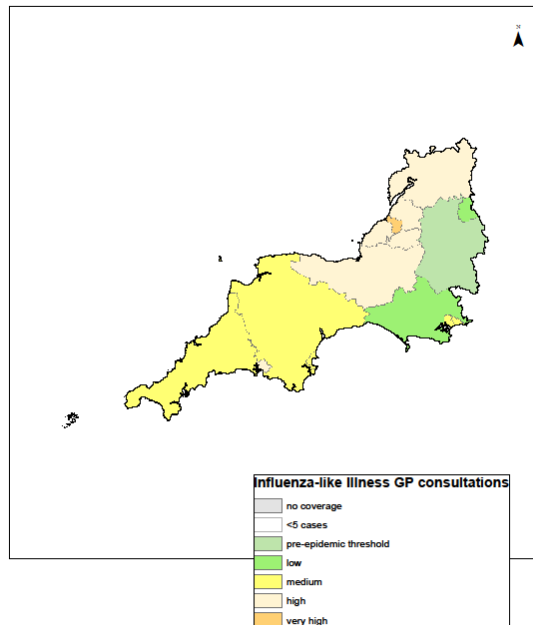 N
Influenza-like Illness GP consultations
no coverage
<5 cases
pre-epidemic threshold
low
medium
high
very high